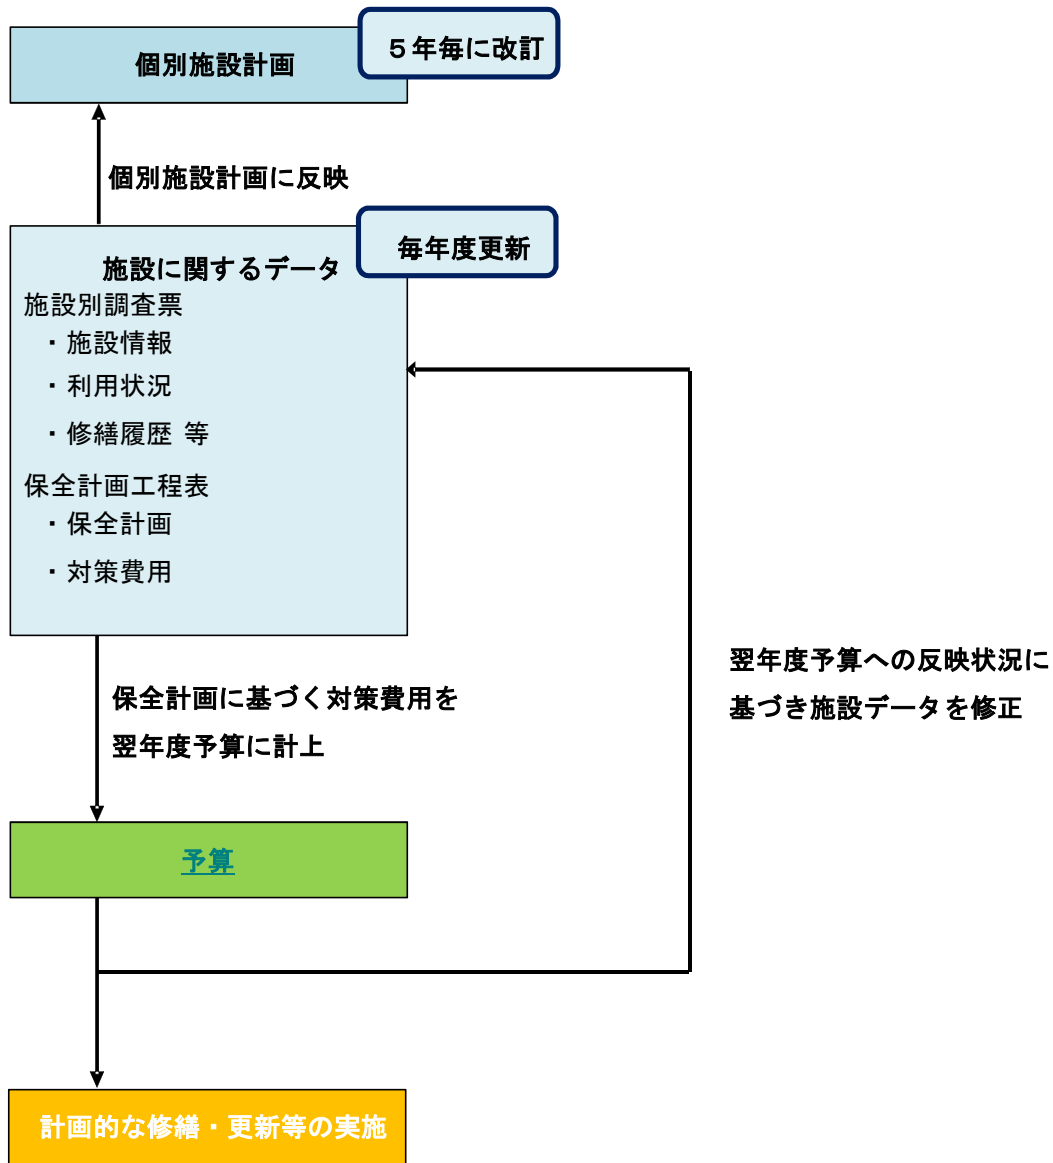 ５年毎に改訂
個別施設計画
個別施設計画に反映
毎年度更新
施設に関するデータ
施設別調査票
・施設情報
・利用状況
・修繕履歴 等
保全計画工程表
・保全計画
・対策費用
翌年度予算への反映状況に
基づき施設データを修正
保全計画に基づく対策費用を
翌年度予算に計上
予算
計画的な修繕・更新等の実施